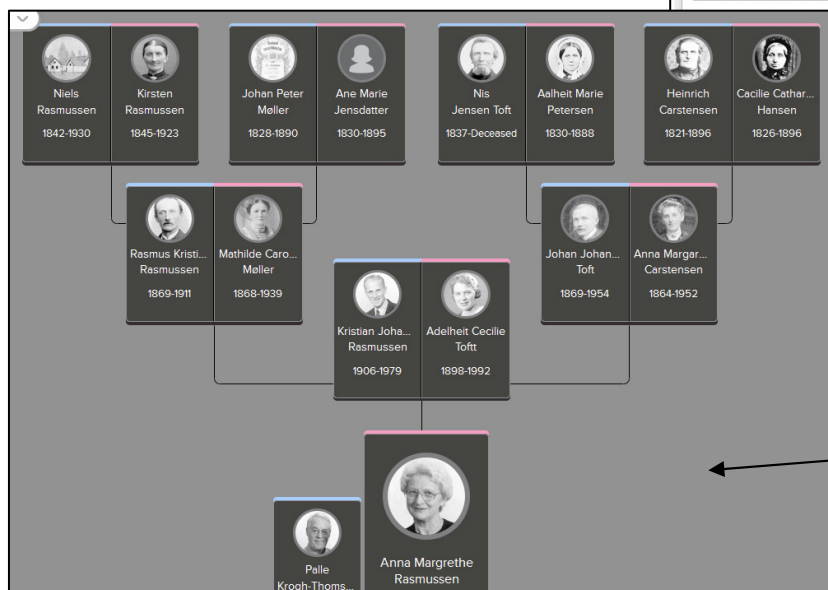 Niels
Rasmussen
1842-1930
Kirsten
Rasmussen
1845-1923
Johan Peter
Møller
1828-1890
Ane Marie
Jensdatter
1830-1895
Nis
Jensen Toft
1837-Deceased
Aalheit Marie
Petersen
1830-1888
Heinrich
Carstensen
1821-1896
Cacilie Cathar...
Hansen
1826-1896
Rasmus Kristi...
Rasmussen
1869-1911
Mathilde Caro...
Møller
1868-1939
Johan Johan...
Toft
1869-1954
Anna Margar...
Carstensen
1864-1952
Kristian Joha...
Rasmussen
1906-1979
Adelheit Cecilie
Toftt
1898-1992
Palle
Krogh-Thoms...
Anna Margrethe
Rasmussen